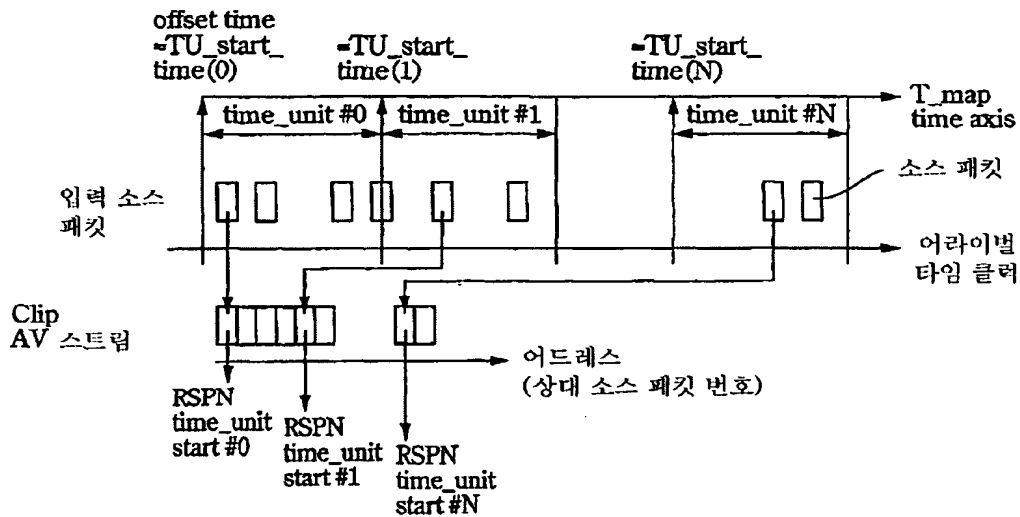 offset time
=TU_start_
time(0)
=TU_start_
time(1)
=TU_start_
time(N)
T_map
time axis
time_unit #0
time_unit #1
time_unit #N
입력 소스
패킷
소스 패킷
어라이벌
타임 클럭
Clip
AV 스트림
어드레스
(상대 소스 패킷 번호)
RSPN
time_unit
start #0
RSPN
time_unit
start #1
RSPN
time_unit
start #N